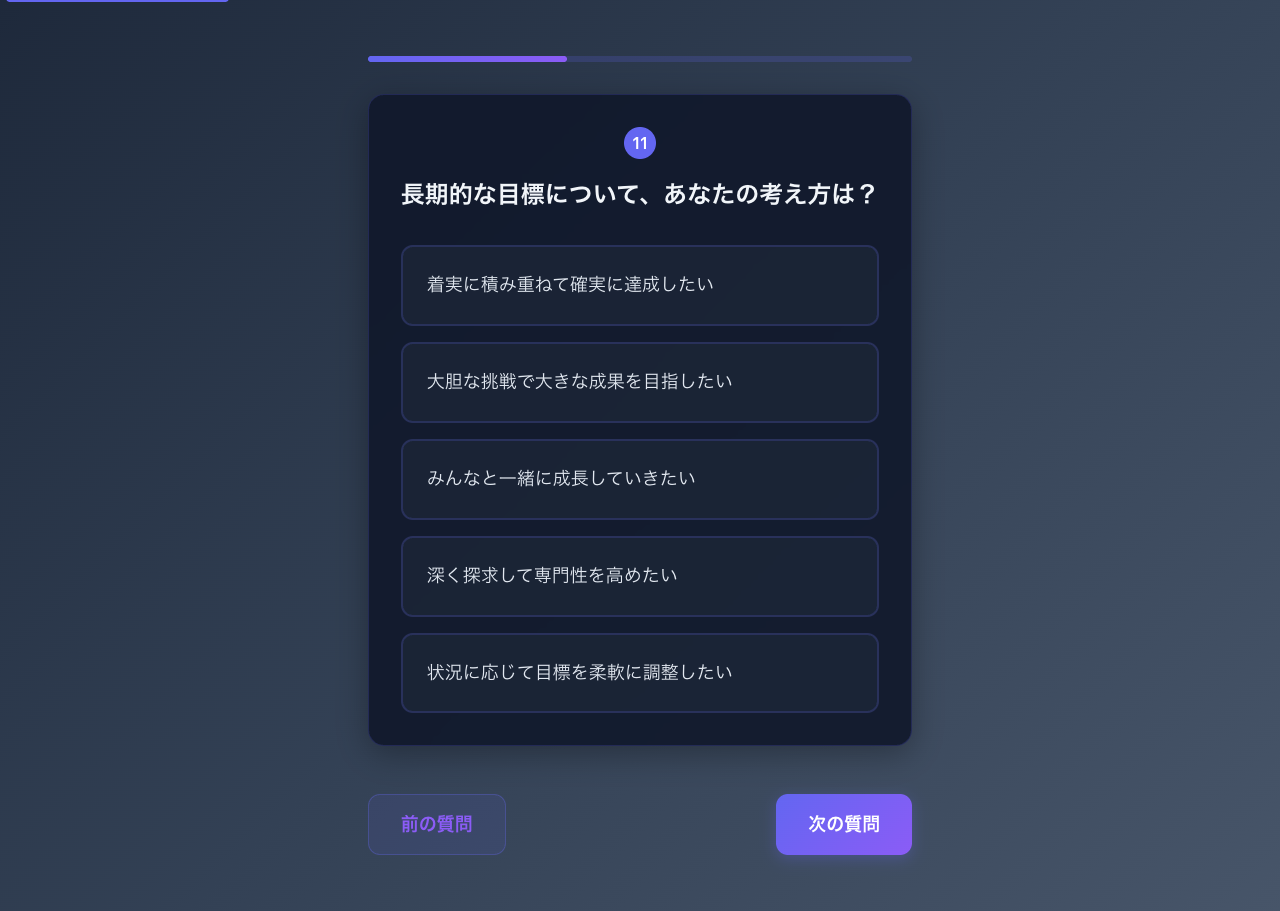 11
長期的な目標について、あなたの考え方は？
着実に積み重ねて確実に達成したい
大胆な挑戦で大きな成果を目指したい
みんなと一緒に成長していきたい
深く探求して専門性を高めたい
状況に応じて目標を柔軟に調整したい
前の質問
次の質問